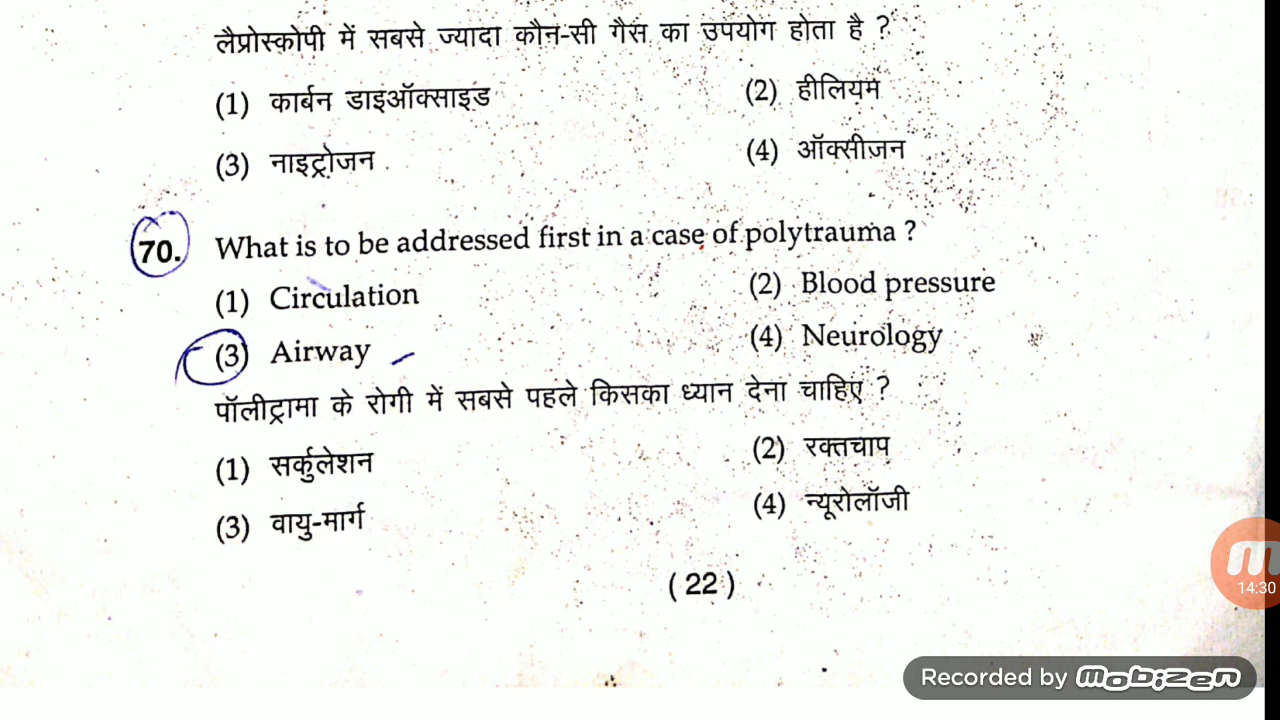 लैप्रोस्कोपी में सबसे ज्यादा कौन-सी गैस का उपयोग होता है ?
(1) कार्बन डाइऑक्साइड (2) हीलियम
(3) नाइट्रोजन (4) ऑक्सीजन
70. What is to be addressed first in a case of polytrauma ?
(1) Circulation (2) Blood pressure
(3) Airway (4) Neurology
पॉलीट्रामा के रोगी में सबसे पहले किसका ध्यान देना चाहिए ?
(1) सर्कुलेशन (2) रक्तचाप
(3) वायु-मार्ग (4) न्यूरोलॉजी
( 22 )
14:30
Recorded by mobizen